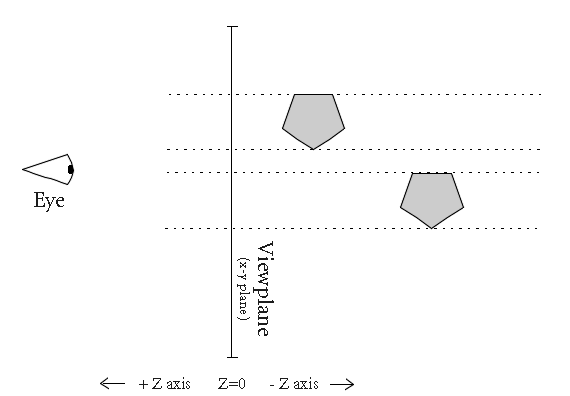 Eye
Viewplane
(x-y plane)
+ Z axis Z=0 - Z axis